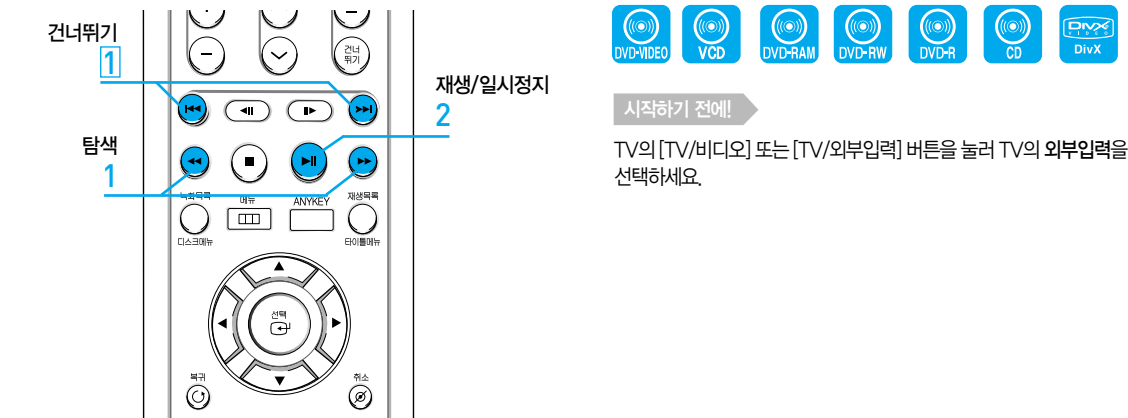 건너뛰기
1
탐색
1
재생/일시정지
2
건너
뛰기
녹화목록
메뉴
ANYKEY
재생목록
디스크메뉴
타이틀메뉴
선택
복귀
취소
DVD-VIDEO
VCD
DVD-RAM
DVD-RW
DVD-R
CD
DivX
VIDEO
DivX
시작하기 전에!
TV의 [TV/비디오] 또는 [TV/외부입력] 버튼을 눌러 TV의 외부입력을
선택하세요.